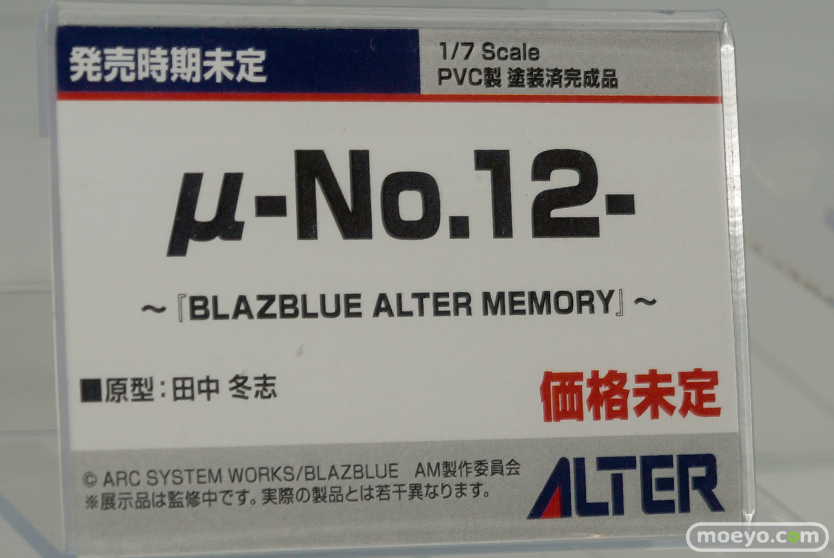 発売時期未定
1/7 Scale
PVC製 塗装済完成品
μ-No.12-
～『BLAZBLUE ALTER MEMORY』～
■原型：田中 冬志
価格未定
© ARC SYSTEM WORKS/BLAZBLUE AM製作委員会
※展示品は監修中です。実際の製品とは若干異なります。
ALTER
moeyo.com